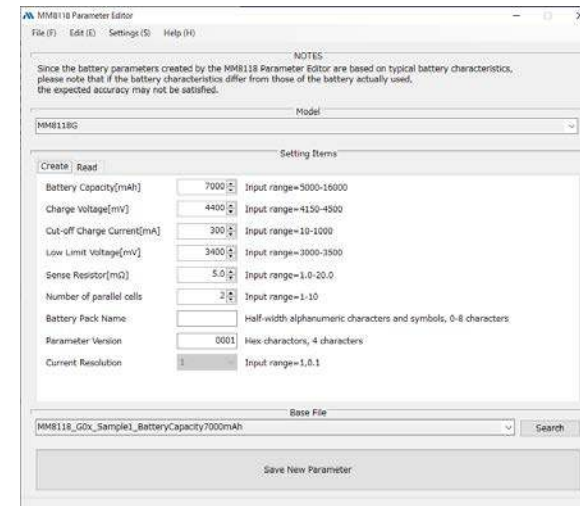 MM8118 Parameter Editor
File (F) Edit (E) Settings (S) Help (H)
NOTES
Since the battery parameters created by the MM8118 Parameter Editor are based on typical battery characteristics,
please note that if the battery characteristics differ from those of the battery actually used,
the expected accuracy may not be satisfied.
Model
MM8118G
Setting Items
Create Read
Battery Capacity[mAh] 7000 Input range=5000-16000
Charge Voltage[mV] 4400 Input range=4150-4500
Cut-off Charge Current[mA] 300 Input range=10-1000
Low Limit Voltage[mV] 3400 Input range=3000-3500
Sense Resistor[mΩ] 5.0 Input range=1.0-20.0
Number of parallel cells 2 Input range=1-10
Battery Pack Name Half-width alphanumeric characters and symbols, 0-8 characters
Parameter Version 0001 Hex charactors, 4 characters
Current Resolution 1 Input range=1,0.1
Base File
MM8118_G0x_Sample1_BatteryCapacity7000mAh Search
Save New Parameter